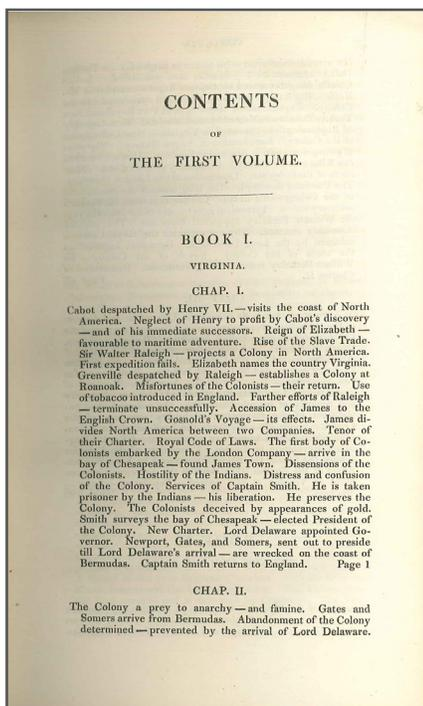 CONTENTS
OF
THE FIRST VOLUME.
BOOK I.
VIRGINIA.
CHAP. I.
Cabot despatched by Henry VII. — visits the coast of North
America. Neglect of Henry to profit by Cabot's discovery
— and of his immediate successors. Reign of Elizabeth —
favourable to maritime adventure. Rise of the Slave Trade.
Sir Walter Raleigh — projects a Colony in North America.
First expedition fails. Elizabeth names the country Virginia.
Grenville despatched by Raleigh — establishes a Colony at
Roanoak. Misfortunes of the Colonists — their return. Use
of tobacco introduced in England. Farther efforts of Raleigh
— terminate unsuccessfully. Accession of James to the
English Crown. Gosnold's Voyage — its effects. James di-
vides North America between two Companies. Tenor of
their Charter. Royal Code of Laws. The first body of Co-
lonists embarked by the London Company — arrive in the
bay of Chesapeak — found James Town. Dissensions of the
Colonists. Hostility of the Indians. Distress and confusion
of the Colony. Services of Captain Smith. He is taken
prisoner by the Indians — his liberation. He preserves the
Colony. The Colonists deceived by appearances of gold.
Smith surveys the bay of Chesapeak — elected President of
the Colony. New Charter. Lord Delaware appointed Go-
vernor. Newport, Gates, and Somers, sent out to preside
till Lord Delaware's arrival — are wrecked on the coast of
Bermudas. Captain Smith returns to England. Page 1
CHAP. II.
The Colony a prey to anarchy — and famine. Gates and
Somers arrive from Bermudas. Abandonment of the Colony
determined — prevented by the arrival of Lord Delaware.